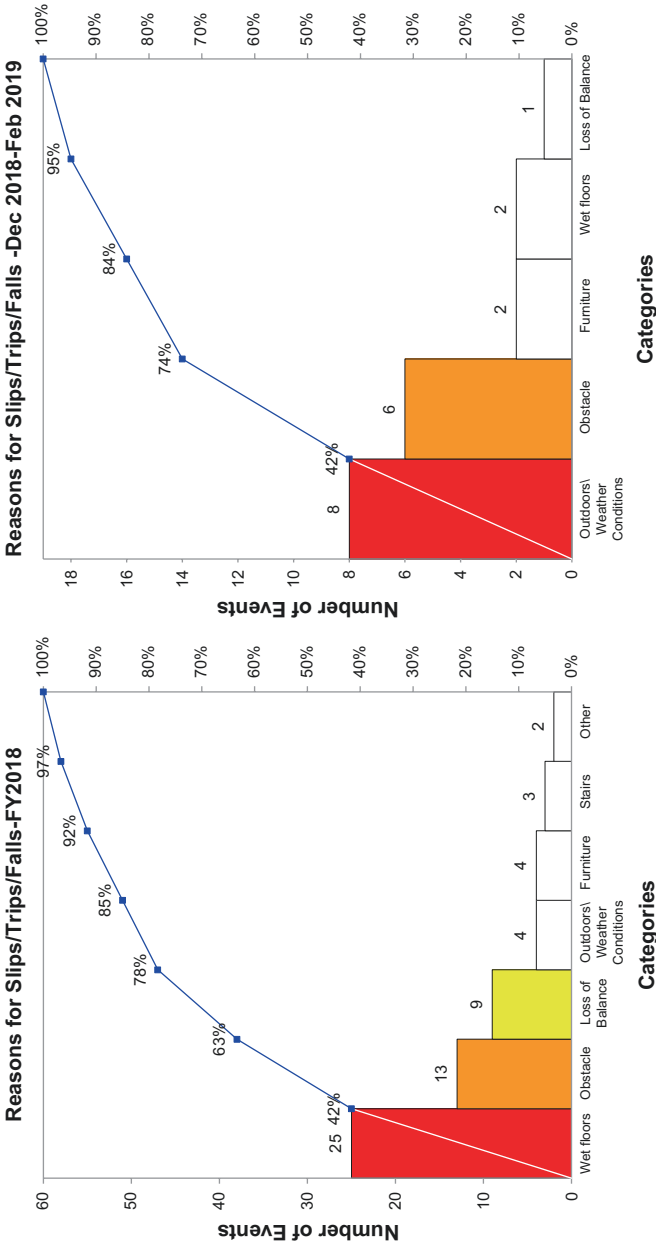 Reasons for Slips/Trips/Falls-FY2018
Number of Events
60
50
40
30
20
10
0
100%
90%
80%
70%
60%
50%
40%
30%
20%
10%
0%
25
13
9
4
4
3
2
42%
63%
78%
85%
92%
97%
Wet floors
Obstacle
Loss of
Balance
Outdoors\
Weather
Conditions
Furniture
Stairs
Other
Categories
Reasons for Slips/Trips/Falls -Dec 2018-Feb 2019
Number of Events
18
16
14
12
10
8
6
4
2
0
100%
90%
80%
70%
60%
50%
40%
30%
20%
10%
0%
8
6
2
2
1
42%
74%
84%
95%
Outdoors\
Weather
Conditions
Obstacle
Furniture
Wet floors
Loss of Balance
Categories